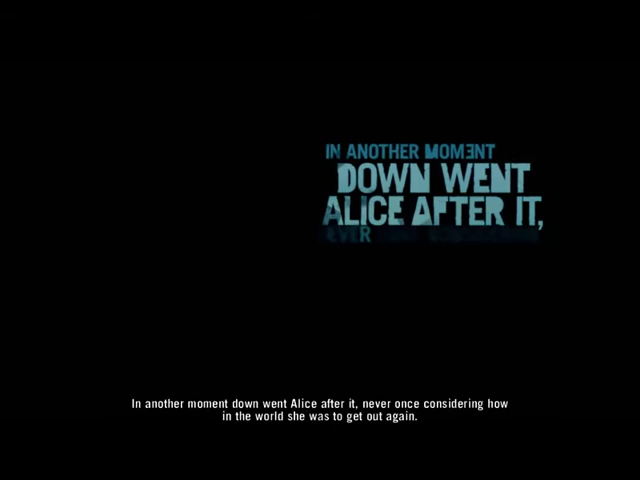 IN ANOTHER MOMENT
DOWN WENT
ALICE AFTER IT,
In another moment down went Alice after it, never once considering how
in the world she was to get out again.